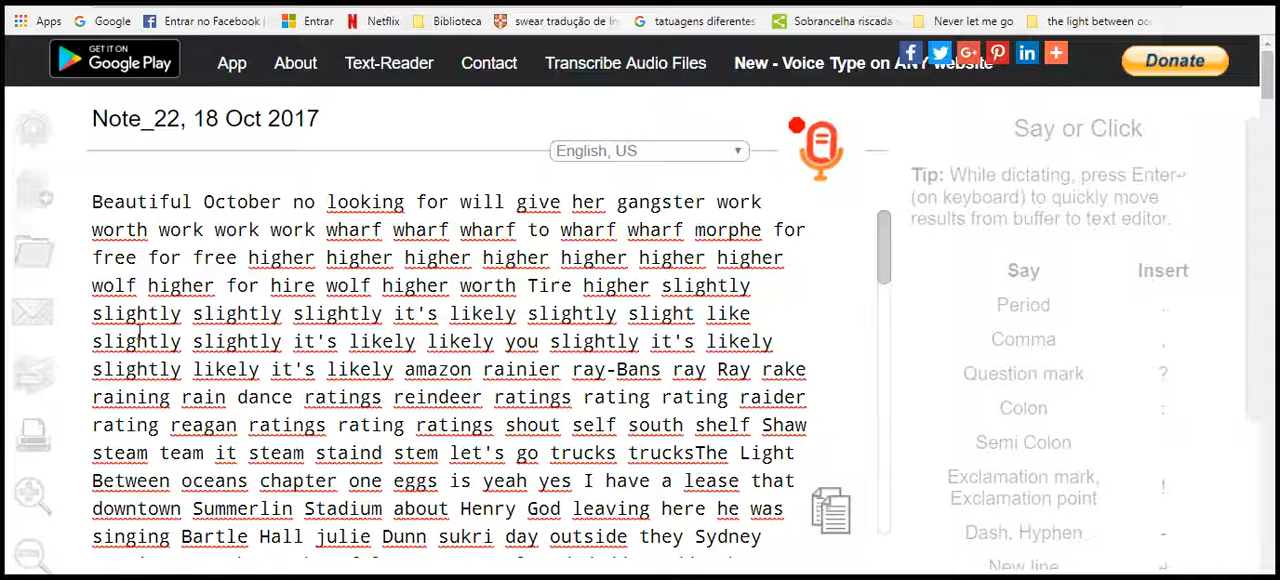 Apps Google Entrar no Facebook Entrar Netflix Biblioteca swear tradução de In tatuagens diferentes Sobrancelha riscada Never let me go the light between oce
GET IT ON
Google Play App About Text-Reader Contact Transcribe Audio Files New - Voice Type on ANY website Donate
Note_22, 18 Oct 2017
English, US
Beautiful October no looking for will give her gangster work
worth work work work wharf wharf wharf to wharf wharf morphe for
free for free higher higher higher higher higher higher higher
wolf higher for hire wolf higher worth Tire higher slightly
slightly slightly slightly it's likely slightly slight like
slightly slightly it's likely likely you slightly it's likely
slightly likely it's likely amazon rainier ray-Bans ray Ray rake
raining rain dance ratings reindeer ratings rating rating raider
rating reagan ratings rating ratings shout self south shelf Shaw
steam team it steam staind stem let's go trucks trucksThe Light
Between oceans chapter one eggs is yeah yes I have a lease that
downtown Summerlin Stadium about Henry God leaving here he was
singing Bartle Hall julie Dunn sukri day outside they Sydney
Say or Click
Tip: While dictating, press Enter↵
(on keyboard) to quickly move
results from buffer to text editor.
Say Insert
Period .
Comma ,
Question mark ?
Colon :
Semi Colon
Exclamation mark,
Exclamation point !
Dash, Hyphen -
New line ↵